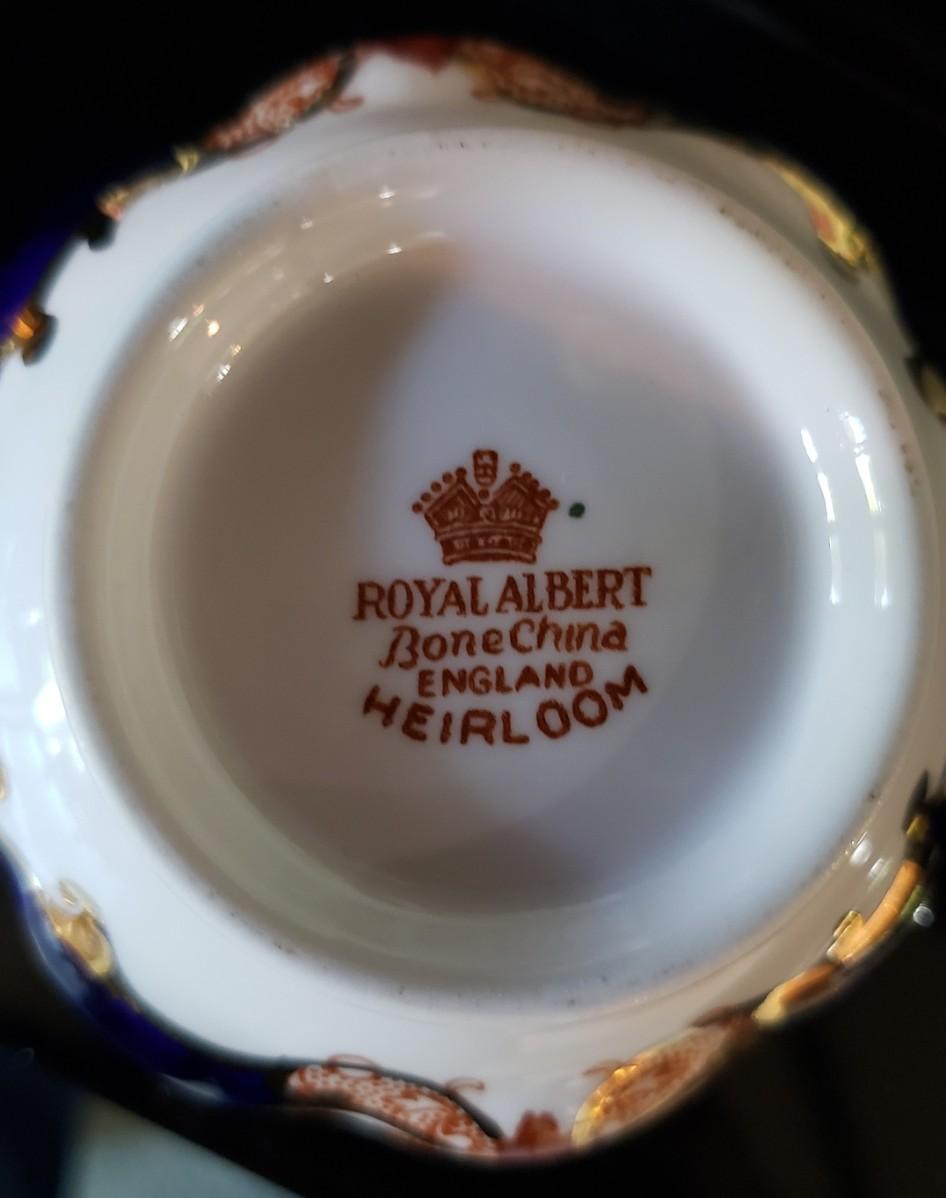 ROYAL ALBERT
Bone China
ENGLAND
HEIRLOOM